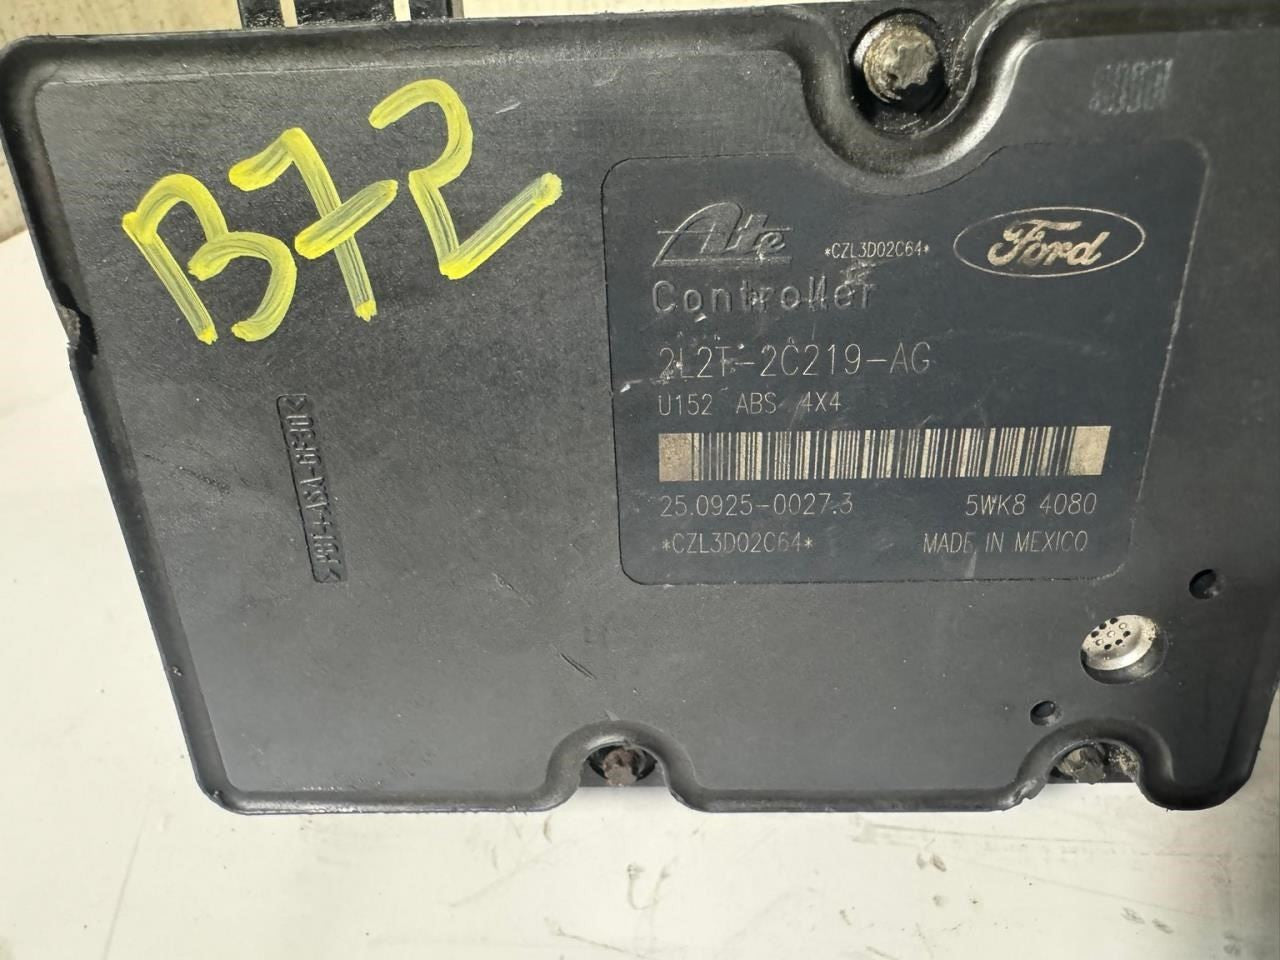 B72
Ate
*CZL3D02C64*
Ford
Controller
2L2T-2C219-AG
U152 ABS 4X4
25.0925-0027.3
5WK8 4080
*CZL3D02C64*
MADE IN MEXICO